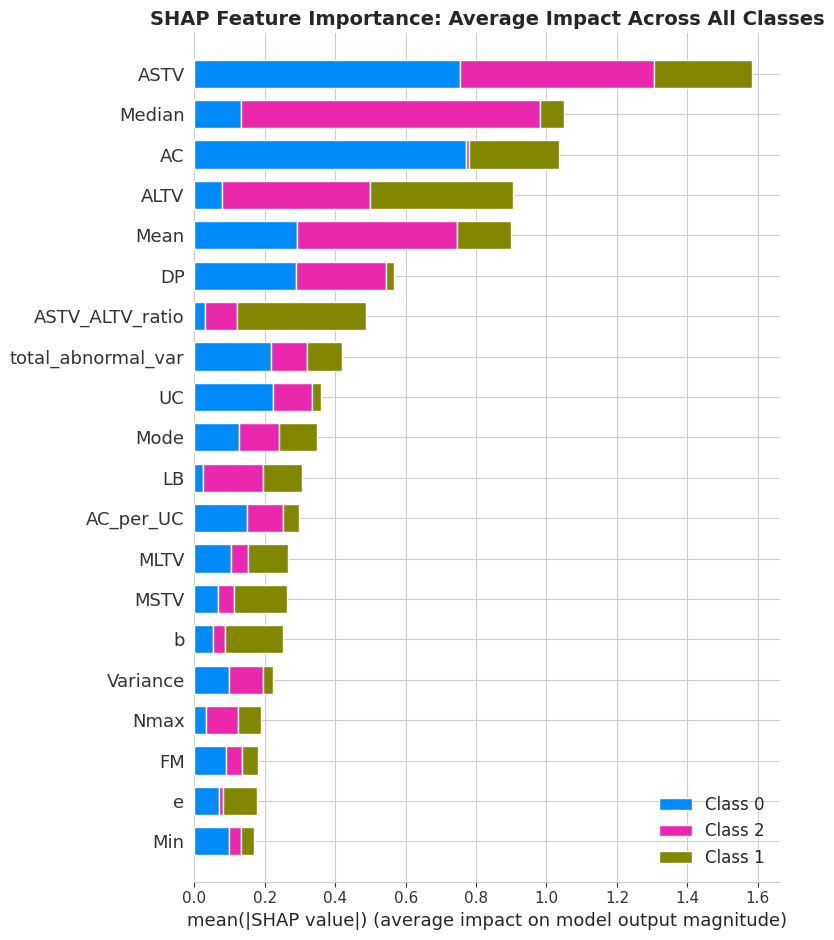 SHAP Feature Importance: Average Impact Across All Classes
ASTV
Median
AC
ALTV
Mean
DP
ASTV_ALTV_ratio
total_abnormal_var
UC
Mode
LB
AC_per_UC
MLTV
MSTV
b
Variance
Nmax
FM
e
Min
Class 0
Class 2
Class 1
0.0 0.2 0.4 0.6 0.8 1.0 1.2 1.4 1.6
mean(|SHAP value|) (average impact on model output magnitude)